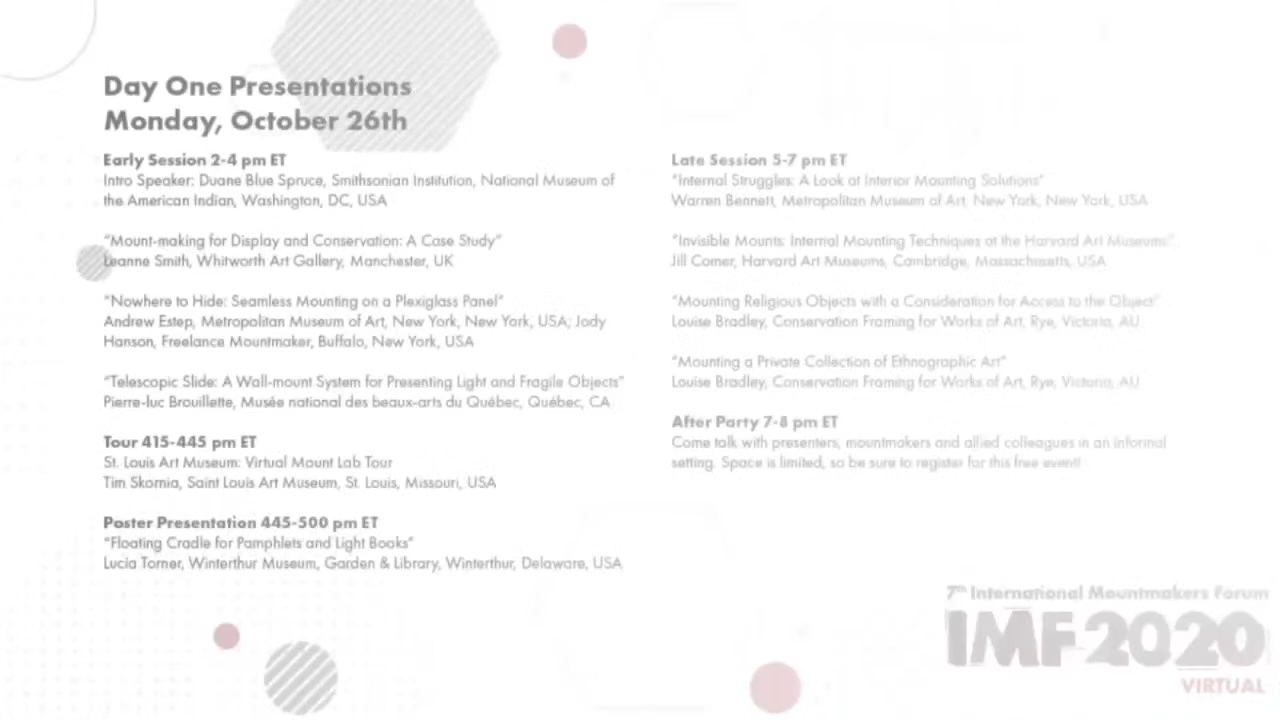 Day One Presentations
Monday, October 26th
Early Session 2-4 pm ET
Intro Speaker: Duane Blue Spruce, Smithsonian Institution, National Museum of
the American Indian, Washington, DC, USA
“Mount-making for Display and Conservation: A Case Study”
Leanne Smith, Whitworth Art Gallery, Manchester, UK
“Nowhere to Hide: Seamless Mounting on a Plexiglass Panel”
Andrew Estep, Metropolitan Museum of Art, New York, New York, USA; Jody
Hanson, Freelance Mountmaker, Buffalo, New York, USA
“Telescopic Slide: A Wall-mount System for Presenting Light and Fragile Objects”
Pierre-luc Brouillette, Musée national des beaux-arts du Québec, Québec, CA
Tour 415-445 pm ET
St. Louis Art Museum: Virtual Mount Lab Tour
Tim Skornia, Saint Louis Art Museum, St. Louis, Missouri, USA
Poster Presentation 445-500 pm ET
“Floating Cradle for Pamphlets and Light Books”
Lucia Torner, Winterthur Museum, Garden & Library, Winterthur, Delaware, USA
Late Session 5-7 pm ET
“Internal Struggles: A Look at Interior Mounting Solutions”
Warren Bennett, Metropolitan Museum of Art, New York, New York, USA
“Invisible Mounts: Internal Mounting Techniques at the Harvard Art Museums”
Jill Comer, Harvard Art Museums, Cambridge, Massachusetts, USA
“Mounting Religious Objects with a Consideration for Access to the Object”
Louise Bradley, Conservation Framing for Works of Art, Rye, Victoria, AU
“Mounting a Private Collection of Ethnographic Art”
Louise Bradley, Conservation Framing for Works of Art, Rye, Victoria, AU
After Party 7-8 pm ET
Come talk with presenters, mountmakers and allied colleagues in an informal
setting. Space is limited, so be sure to register for this free event!
7th International Mountmakers Forum
IMF 2020
VIRTUAL